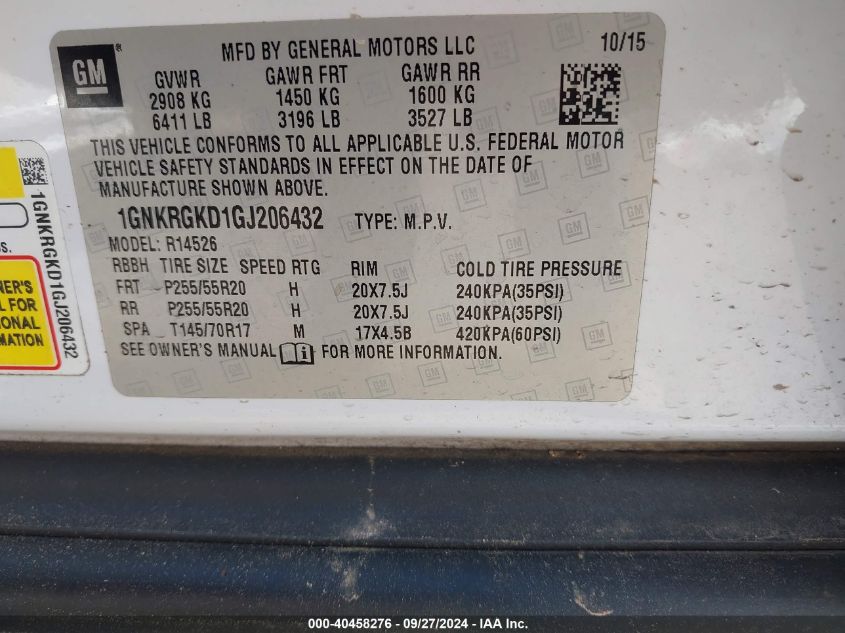 GM
MFD BY GENERAL MOTORS LLC 10/15
GVWR GAWR FRT GAWR RR
2908 KG 1450 KG 1600 KG
6411 LB 3196 LB 3527 LB
THIS VEHICLE CONFORMS TO ALL APPLICABLE U.S. FEDERAL MOTOR
VEHICLE SAFETY STANDARDS IN EFFECT ON THE DATE OF
MANUFACTURE SHOWN ABOVE.
1GNKRGKD1GJ206432 TYPE: M.P.V.
MODEL: R14526
RBBH TIRE SIZE SPEED RTG RIM COLD TIRE PRESSURE
FRT P255/55R20 H 20X7.5J 240KPA(35PSI)
RR P255/55R20 H 20X7.5J 240KPA(35PSI)
SPA T145/70R17 M 17X4.5B 420KPA(60PSI)
SEE OWNER'S MANUAL FOR MORE INFORMATION.
1GNKRGKD1GJ206432
S.
NER'S
L FOR
IONAL
MATION
000-40458276 - 09/27/2024 - IAA Inc.